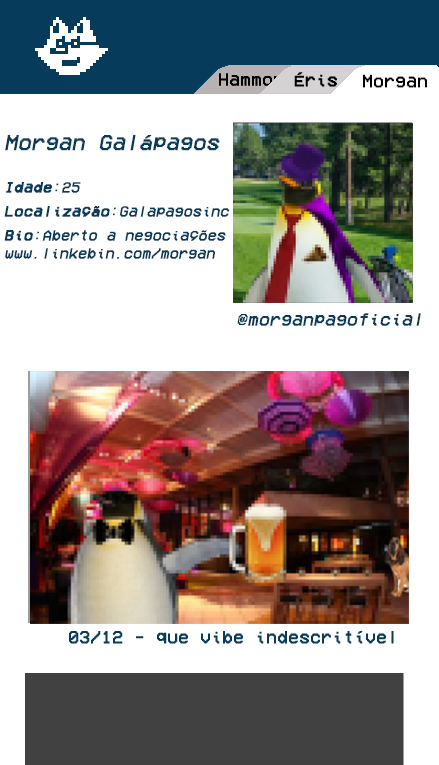 Hammo
Éris
Morgan
Morgan Galápagos
Idade:25
Localização:Galapagosinc
Bio:Aberto a negociações
www.linkebin.com/morgan
@morganpagoficial
03/12 - que vibe indescritível